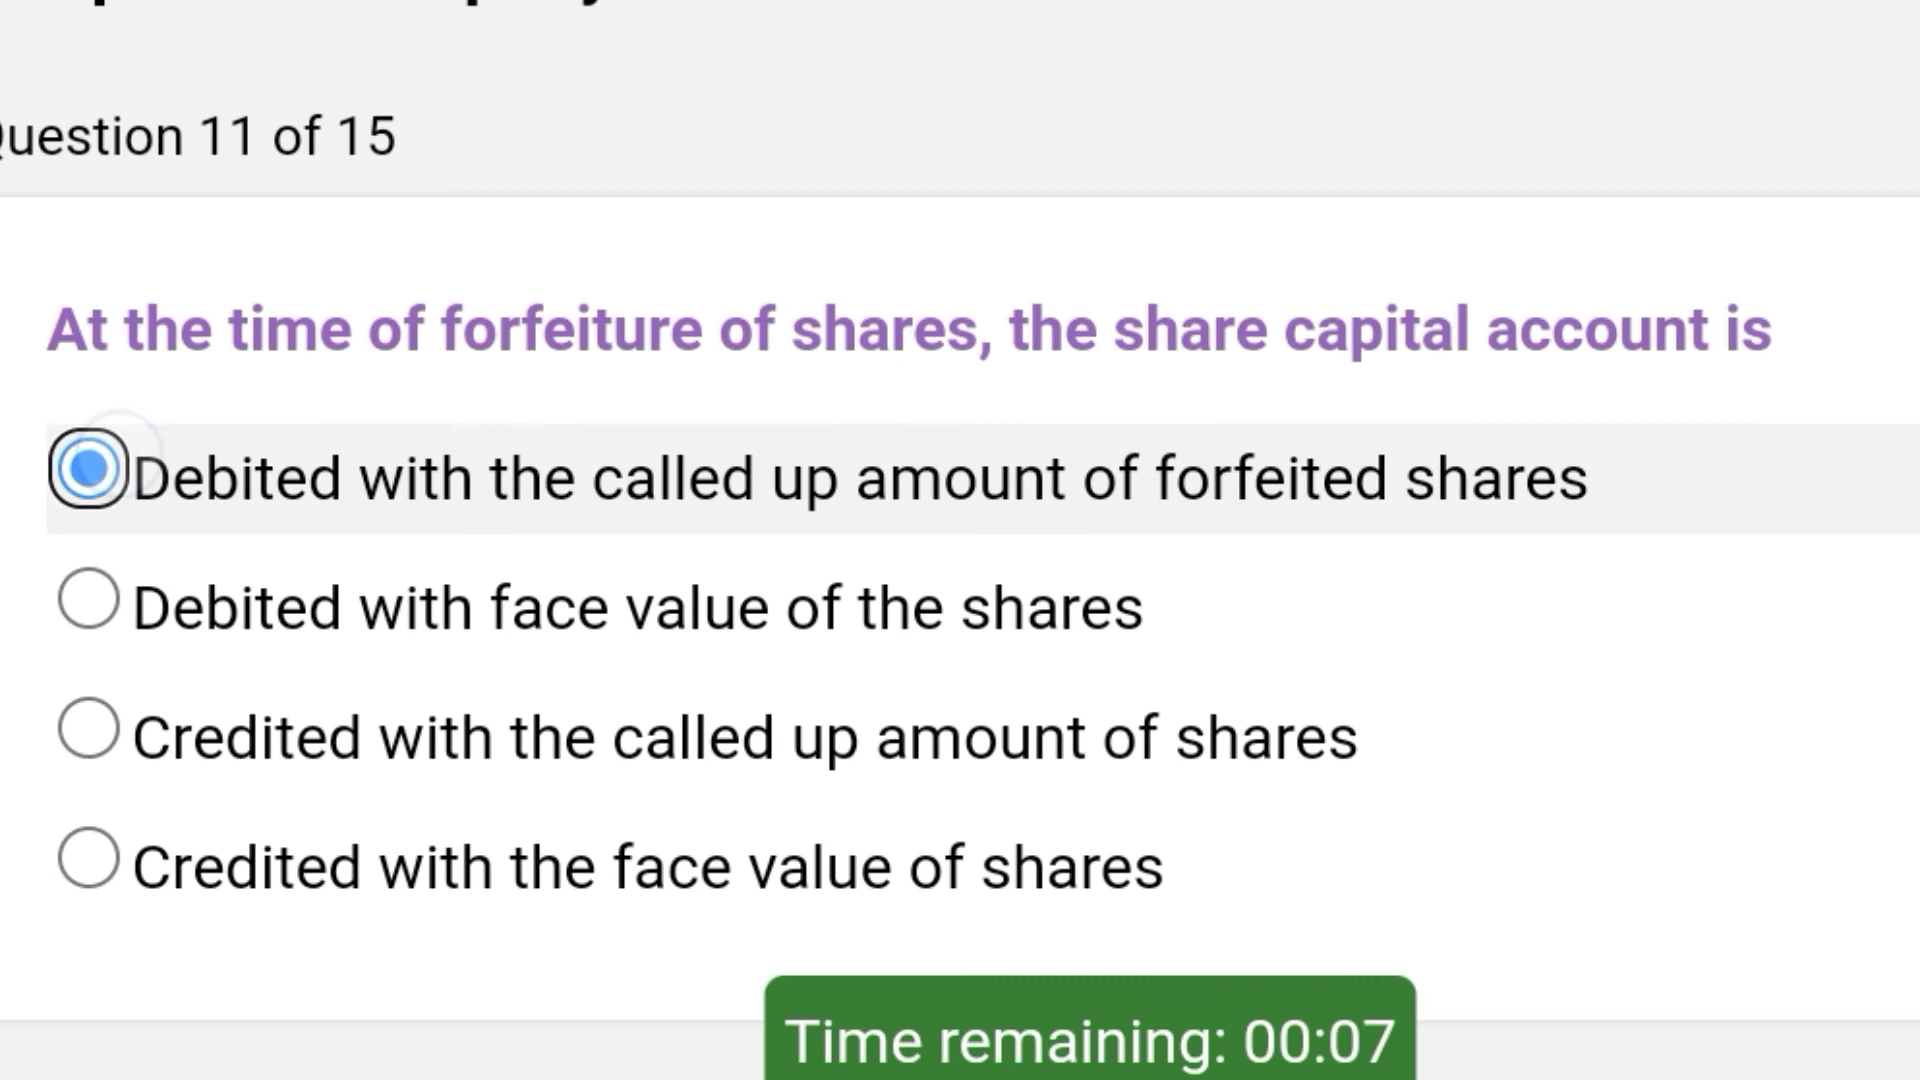 uestion 11 of 15
At the time of forfeiture of shares, the share capital account is
Debited with the called up amount of forfeited shares
Debited with face value of the shares
Credited with the called up amount of shares
Credited with the face value of shares
Time remaining: 00:07